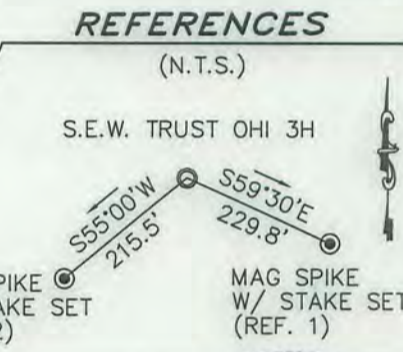 REFERENCES
(N.T.S.)
S.E.W. TRUST OHI 3H
S55°00'W
215.5'
S59°30'E
229.8'
SPIKE
STAKE SET
2)
MAG SPIKE
W/ STAKE SET
(REF. 1)